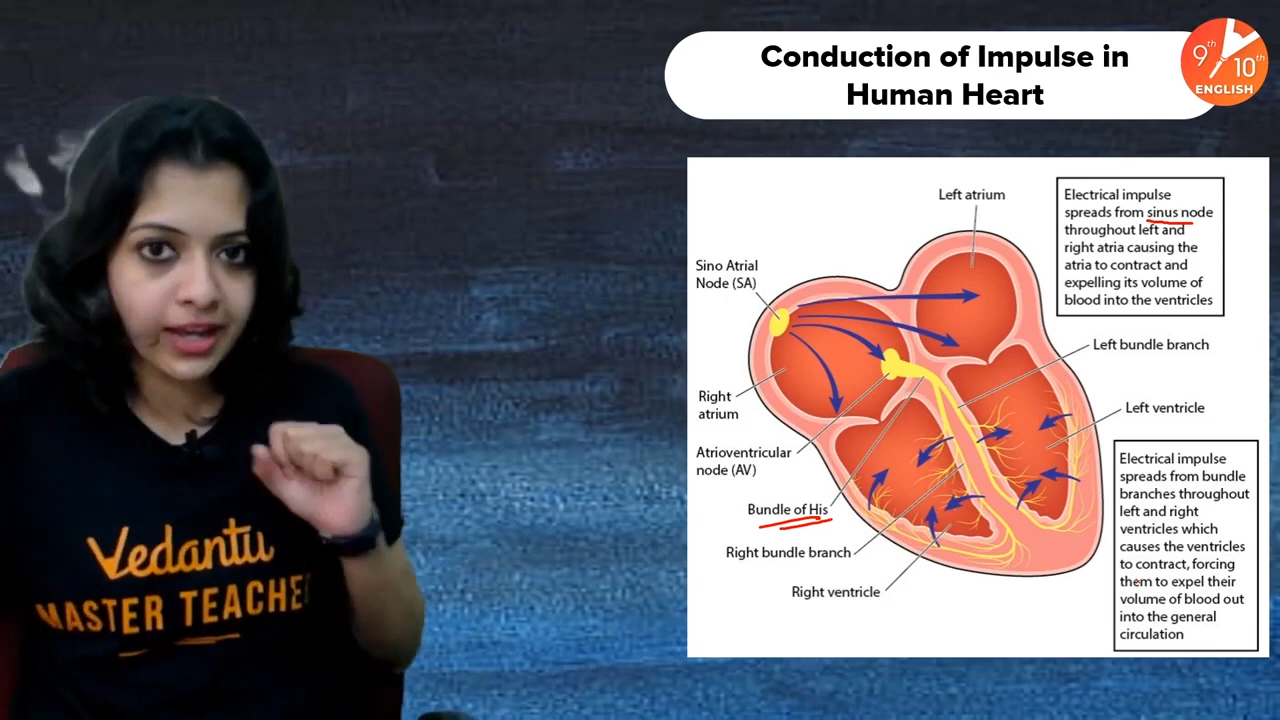 Conduction of Impulse in
Human Heart
9th
10th
ENGLISH
Left atrium
Electrical impulse
spreads from sinus node
throughout left and
right atria causing the
atria to contract and
expelling its volume of
blood into the ventricles
Sino Atrial
Node (SA)
Left bundle branch
Right
atrium
Left ventricle
Atrioventricular
node (AV)
Electrical impulse
spreads from bundle
branches throughout
left and right
ventricles which
causes the ventricles
to contract, forcing
them to expel their
volume of blood out
into the general
circulation
Bundle of His
Right bundle branch
Right ventricle
Vedantu
MASTER TEACHE